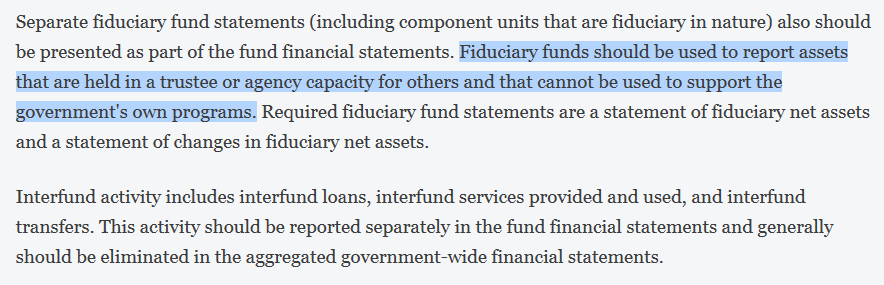 Separate fiduciary fund statements (including component units that are fiduciary in nature) also should
be presented as part of the fund financial statements. Fiduciary funds should be used to report assets
that are held in a trustee or agency capacity for others and that cannot be used to support the
government's own programs. Required fiduciary fund statements are a statement of fiduciary net assets
and a statement of changes in fiduciary net assets.
Interfund activity includes interfund loans, interfund services provided and used, and interfund
transfers. This activity should be reported separately in the fund financial statements and generally
should be eliminated in the aggregated government-wide financial statements.